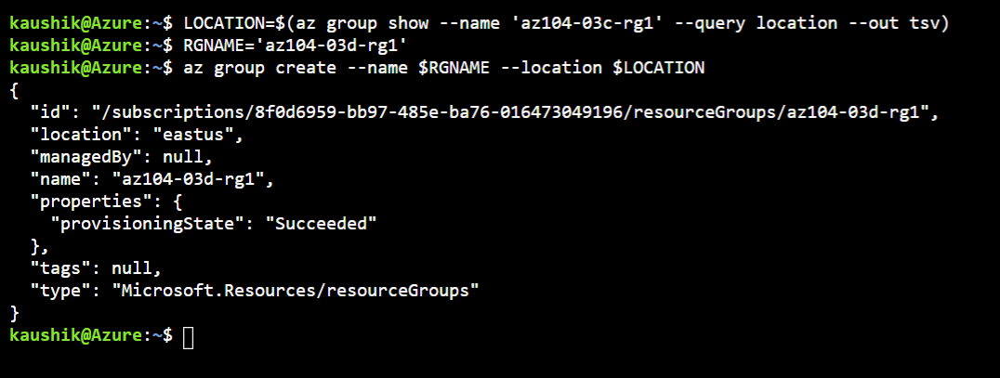 kaushik@Azure:~$ LOCATION=$(az group show --name 'az104-03c-rg1' --query location --out tsv)
kaushik@Azure:~$ RGNAME='az104-03d-rg1'
kaushik@Azure:~$ az group create --name $RGNAME --location $LOCATION
{
  "id": "/subscriptions/8f0d6959-bb97-485e-ba76-016473049196/resourceGroups/az104-03d-rg1",
  "location": "eastus",
  "managedBy": null,
  "name": "az104-03d-rg1",
  "properties": {
    "provisioningState": "Succeeded"
  },
  "tags": null,
  "type": "Microsoft.Resources/resourceGroups"
}
kaushik@Azure:~$